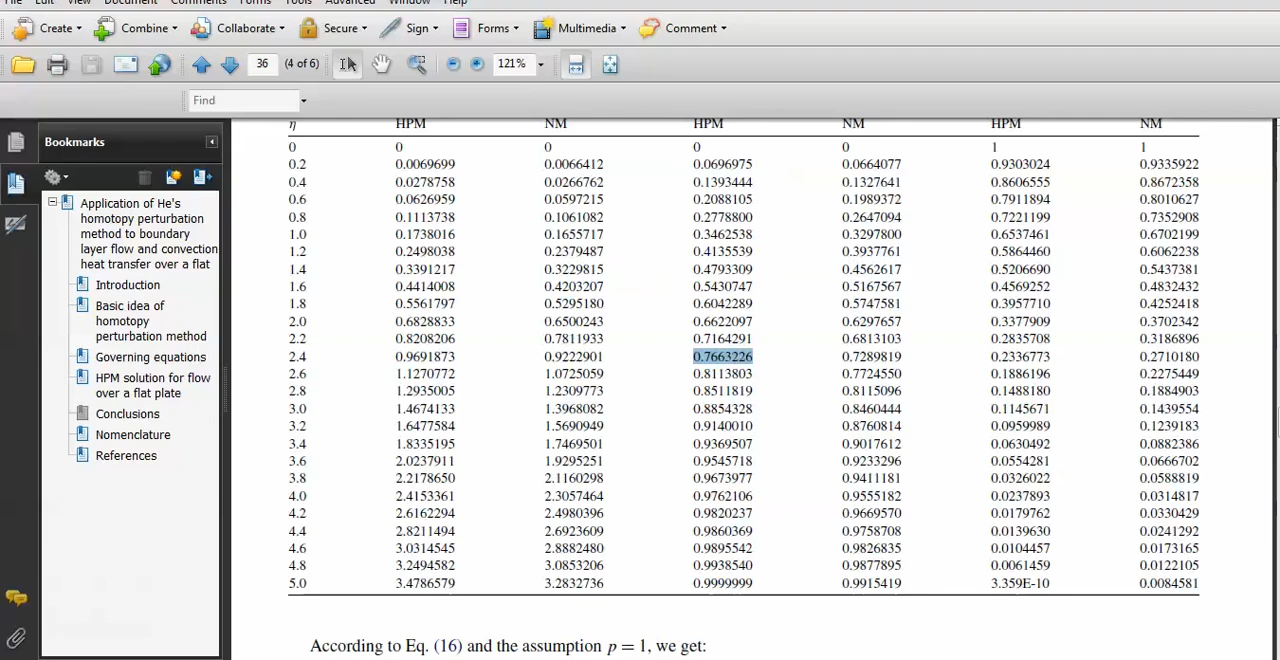 File Edit View Document Comments Forms Tools Advanced Window Help
Create Combine Collaborate Secure Sign Forms Multimedia Comment
36 (4 of 6) 121%
Find
Bookmarks
Application of He's
homotopy perturbation
method to boundary
layer flow and convection
heat transfer over a flat
Introduction
Basic idea of
homotopy
perturbation method
Governing equations
HPM solution for flow
over a flat plate
Conclusions
Nomenclature
References
η HPM NM HPM NM HPM NM
0 0 0 0 0 1 1
0.2 0.0069699 0.0066412 0.0696975 0.0664077 0.9303024 0.9335922
0.4 0.0278758 0.0266762 0.1393444 0.1327641 0.8606555 0.8672358
0.6 0.0626959 0.0597215 0.2088105 0.1989372 0.7911894 0.8010627
0.8 0.1113738 0.1061082 0.2778800 0.2647094 0.7221199 0.7352908
1.0 0.1738016 0.1655717 0.3462538 0.3297800 0.6537461 0.6702199
1.2 0.2498038 0.2379487 0.4135539 0.3937761 0.5864460 0.6062238
1.4 0.3391217 0.3229815 0.4793309 0.4562617 0.5206690 0.5437381
1.6 0.4414008 0.4203207 0.5430747 0.5167567 0.4569252 0.4832432
1.8 0.5561797 0.5295180 0.6042289 0.5747581 0.3957710 0.4252418
2.0 0.6828833 0.6500243 0.6622097 0.6297657 0.3377909 0.3702342
2.2 0.8208206 0.7811933 0.7164291 0.6813103 0.2835708 0.3186896
2.4 0.9691873 0.9222901 0.7663226 0.7289819 0.2336773 0.2710180
2.6 1.1270772 1.0725059 0.8113803 0.7724550 0.1886196 0.2275449
2.8 1.2935005 1.2309773 0.8511819 0.8115096 0.1488180 0.1884903
3.0 1.4674133 1.3968082 0.8854328 0.8460444 0.1145671 0.1439554
3.2 1.6477584 1.5690949 0.9140010 0.8760814 0.0959989 0.1239183
3.4 1.8335195 1.7469501 0.9369507 0.9017612 0.0630492 0.0882386
3.6 2.0237911 1.9295251 0.9545718 0.9233296 0.0554281 0.0666702
3.8 2.2178650 2.1160298 0.9673977 0.9411181 0.0326022 0.0588819
4.0 2.4153361 2.3057464 0.9762106 0.9555182 0.0237893 0.0314817
4.2 2.6162294 2.4980396 0.9820237 0.9669570 0.0179762 0.0330429
4.4 2.8211494 2.6923609 0.9860369 0.9758708 0.0139630 0.0241292
4.6 3.0314545 2.8882480 0.9895542 0.9826835 0.0104457 0.0173165
4.8 3.2494582 3.0853206 0.9938540 0.9877895 0.0061459 0.0122105
5.0 3.4786579 3.2832736 0.9999999 0.9915419 3.359E-10 0.0084581
According to Eq. (16) and the assumption p = 1, we get: